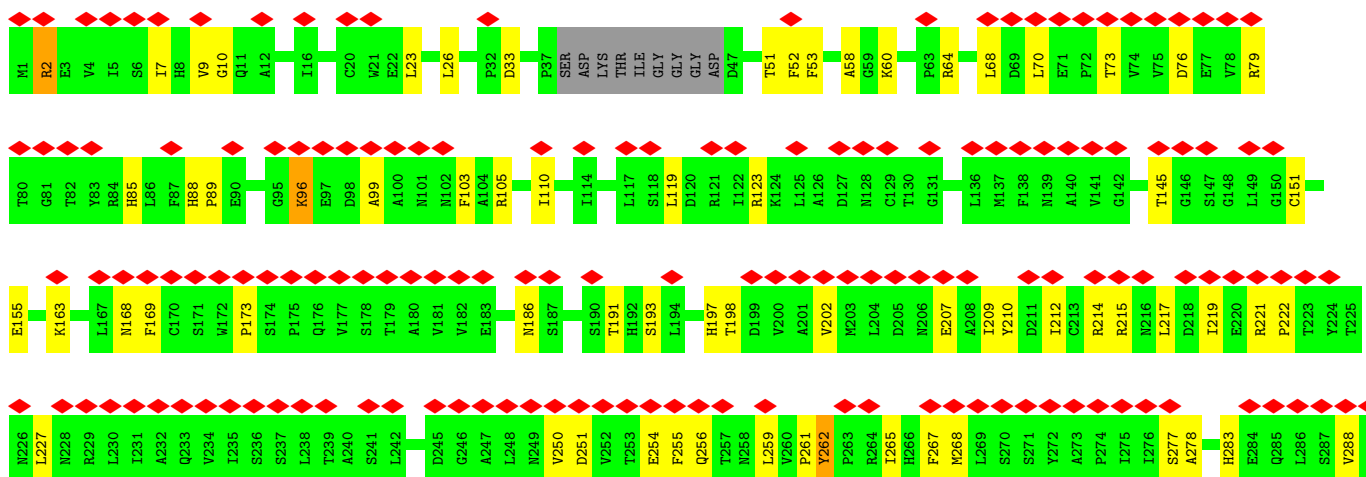 M1 R2 E3 V4 I5 S6 I7 H8 V9 G10 Q11 A12 I16 C20 W21 E22 L23 L26 P32 D33 P37 SER ASP LYS THR ILE GLY GLY GLY ASP D47 T51 F52 F53 A58 G59 K60 P63 R64 L68 D69 L70 E71 P72 T73 V74 V75 D76 E77 V78 R79
T80 G81 T82 Y83 R84 H85 L86 F87 H88 P89 E90 G95 K96 E97 D98 A99 A100 N101 N102 F103 A104 R105 I110 I114 L117 S118 L119 D120 R121 I122 R123 K124 L125 A126 D127 N128 C129 T130 G131 L136 M137 F138 N139 A140 V141 G142 T145 G146 S147 G148 L149 G150 C151
E155 K163 L167 N168 F169 C170 S171 W172 P173 S174 P175 Q176 V177 S178 T179 A180 V181 V182 E183 N186 S187 S190 T191 H192 S193 L194 H197 T198 D199 V200 A201 V202 M203 L204 D205 N206 E207 A208 I209 Y210 D211 I212 C213 R214 R215 N216 L217 D218 I219 E220 R221 P222 T223 Y224 T225
N226 L227 N228 R229 L230 I231 A232 Q233 V234 I235 S236 S237 L238 T239 A240 S241 L242 D245 G246 A247 L248 N249 V250 D251 V252 T253 E254 F255 Q256 T257 N258 L259 V260 P261 Y262 P263 R264 I265 H266 F267 M268 L269 S270 S271 Y272 A273 P274 I275 I276 S277 A278 H283 E284 Q285 L286 S287 V288